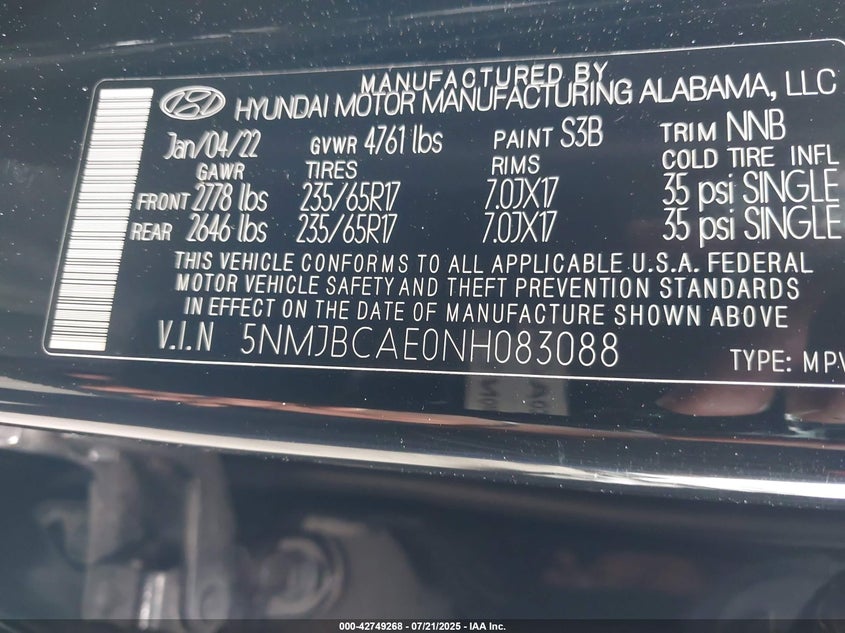 MANUFACTURED BY
HYUNDAI MOTOR MANUFACTURING ALABAMA, LLC
Jan/04/22 GVWR 4761 lbs PAINT S3B TRIM NNB
GAWR TIRES RIMS COLD TIRE INFL
FRONT 2778 lbs 235/65R17 7.0JX17 35 psi SINGLE
REAR 2646 lbs 235/65R17 7.0JX17 35 psi SINGLE
THIS VEHICLE CONFORMS TO ALL APPLICABLE U.S.A. FEDERAL
MOTOR VEHICLE SAFETY AND THEFT PREVENTION STANDARDS
IN EFFECT ON THE DATE OF MANUFACTURE SHOWN ABOVE
V.I.N 5NMJBCAE0NH083088 TYPE: MPV
000-42749268 - 07/21/2025 - IAA Inc.